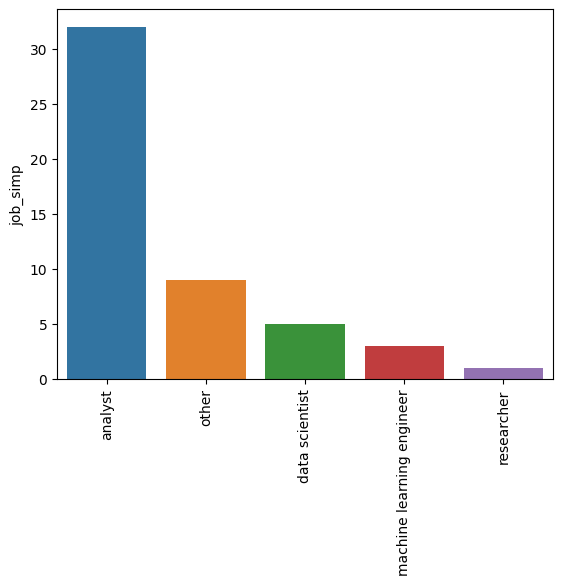 30
25
20
15
10
5
0
job_simp
analyst
other
data scientist
machine learning engineer
researcher